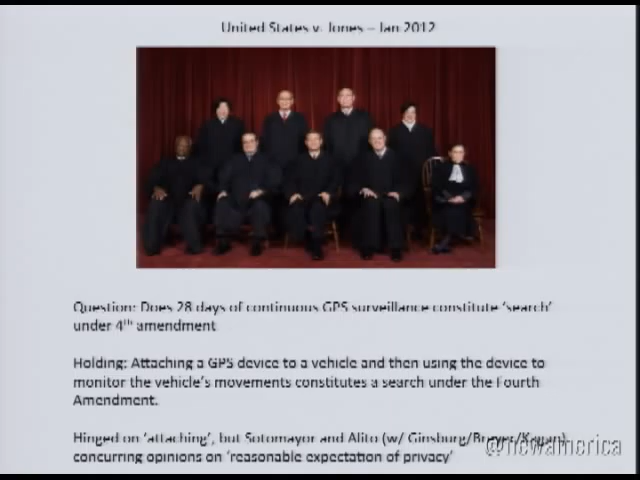 United States v. Jones – Jan 2012
Question: Does 28 days of continuous GPS surveillance constitute ‘search’
under 4th amendment
Holding: Attaching a GPS device to a vehicle and then using the device to
monitor the vehicle’s movements constitutes a search under the Fourth
Amendment.
Hinged on ‘attaching’, but Sotomayor and Alito (w/ Ginsburg/Breyer/Kagan)
concurring opinions on ‘reasonable expectation of privacy’
@newamerica